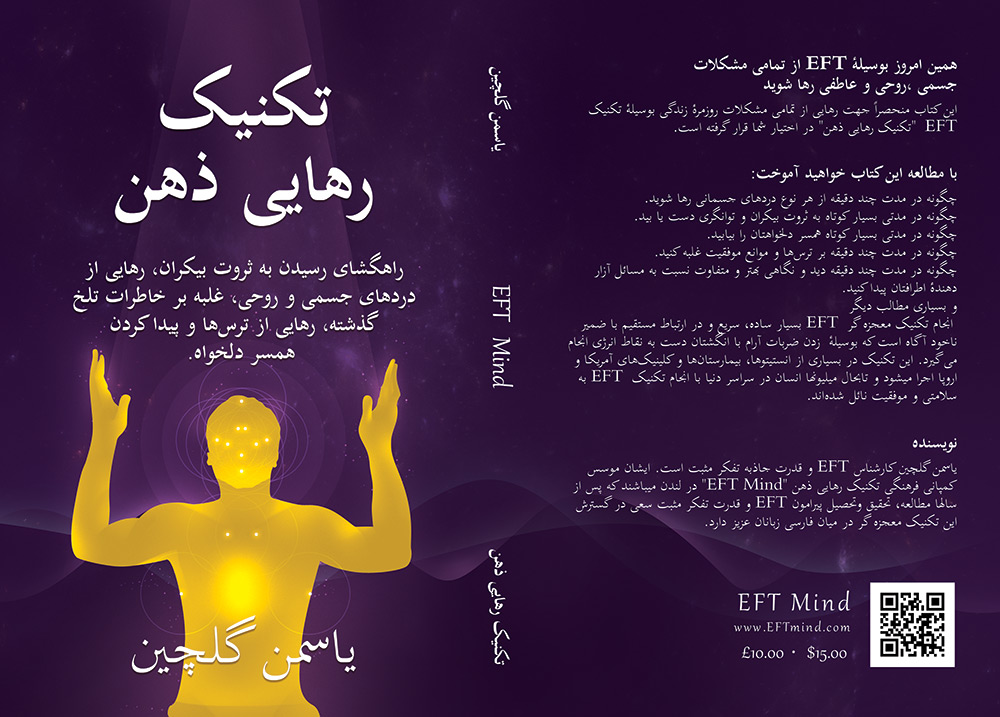 تکنیک
رهایی ذهن
راهگشای رسیدن به ثروت بیکران، رهایی از
دردهای جسمی و روحی، غلبه بر خاطرات تلخ
گذشته، رهایی از ترس‌ها و پیدا کردن
همسر دلخواه.
یاسمن گلچین
یاسمن گلچین
EFT Mind
تکنیک رهایی ذهن
همین امروز بوسیلهٔ EFT از تمامی مشکلات
جسمی ،روحی و عاطفی رها شوید
این کتاب منحصراً جهت رهایی از تمامی مشکلات روزمرهٔ زندگی بوسیلهٔ تکنیک
EFT "تکنیک رهایی ذهن" در اختیار شما قرار گرفته است.
با مطالعه این کتاب خواهید آموخت:
چگونه در مدت چند دقیقه از هر نوع دردهای جسمانی رها شوید.
چگونه در مدتی بسیار کوتاه به ثروت بیکران و توانگری دست یا بید.
چگونه در مدتی بسیار کوتاه همسر دلخواهتان را بیابید.
چگونه در مدت چند دقیقه بر ترس‌ها و موانع موفقیت غلبه کنید.
چگونه در مدت چند دقیقه دید و نگاهی بهتر و متفاوت نسبت به مسائل آزار
دهندهٔ اطرافتان پیدا کنید.
و بسیاری مطالب دیگر
انجام تکنیک معجزه گر EFT بسیار ساده، سریع و در ارتباط مستقیم با ضمیر
ناخود آگاه است که بوسیلهٔ زدن ضربات آرام با انگشتان دست به نقاط انرژی انجام
می‌گیرد. این تکنیک در بسیاری از انستیتوها، بیمارستان‌ها و کلینیک‌های آمریکا و
اروپا اجرا میشود و تابحال میلیونها انسان در سراسر دنیا با انجام تکنیک EFT به
سلامتی و موفقیت نائل شده‌اند.
نویسنده
یاسمن گلچین کارشناس EFT و قدرت جاذبه تفکر مثبت است. ایشان موسس
کمپانی فرهنگی تکنیک رهایی ذهن "EFT Mind" در لندن میباشند که پس از
سالها مطالعه، تحقیق وتحصیل پیرامون EFT و قدرت تفکر مثبت سعی در گسترش
این تکنیک معجزه گر در میان فارسی زبانان عزیز دارد.
EFT Mind
www.EFTmind.com
£10.00 · $15.00